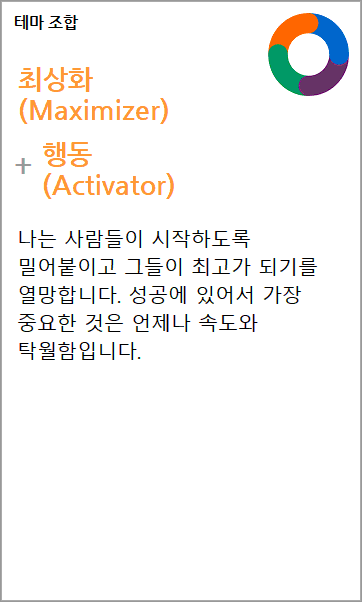 테마 조합
최상화
(Maximizer)
+ 행동
(Activator)
나는 사람들이 시작하도록
밀어붙이고 그들이 최고가 되기를
열망합니다. 성공에 있어서 가장
중요한 것은 언제나 속도와
탁월함입니다.